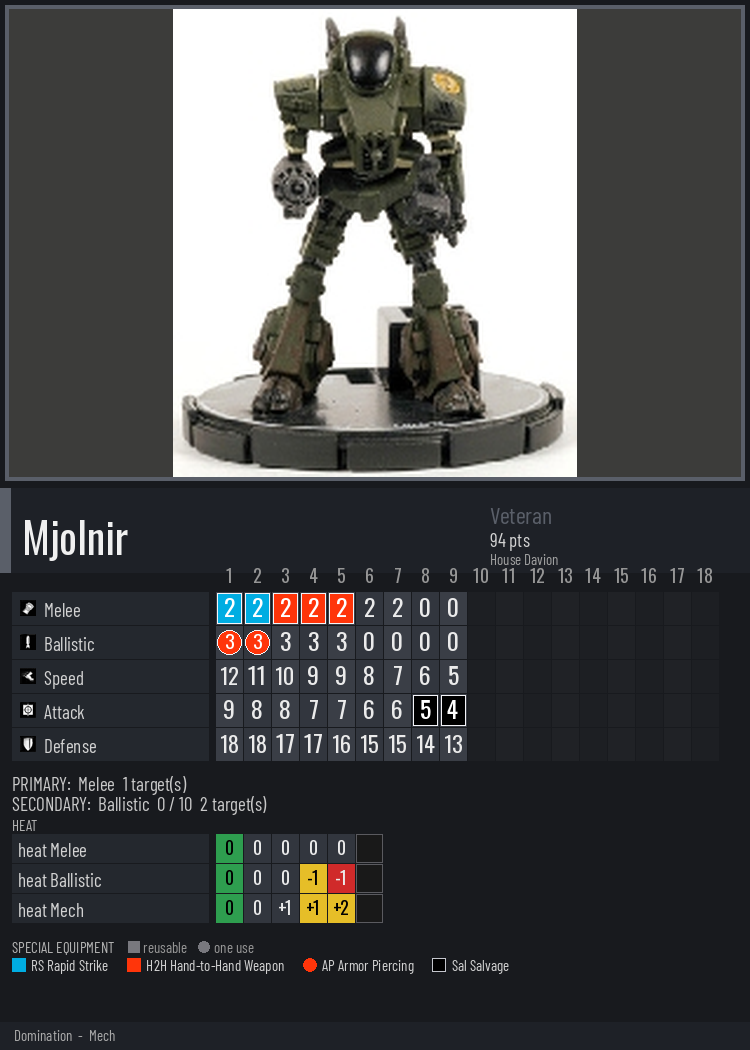 Mjolnir
Veteran
94 pts
House Davion
1 2 3 4 5 6 7 8 9 10 11 12 13 14 15 16 17 18
Melee 2 2 2 2 2 2 2 0 0
Ballistic 3 3 3 3 3 0 0 0 0
Speed 12 11 10 9 9 8 7 6 5
Attack 9 8 8 7 7 6 6 5 4
Defense 18 18 17 17 16 15 15 14 13
PRIMARY: Melee 1 target(s)
SECONDARY: Ballistic 0 / 10 2 target(s)
HEAT
heat Melee 0 0 0 0 0
heat Ballistic 0 0 0 -1 -1
heat Mech 0 0 +1 +1 +2
SPECIAL EQUIPMENT reusable one use
RS Rapid Strike H2H Hand-to-Hand Weapon AP Armor Piercing Sal Salvage
Domination - Mech